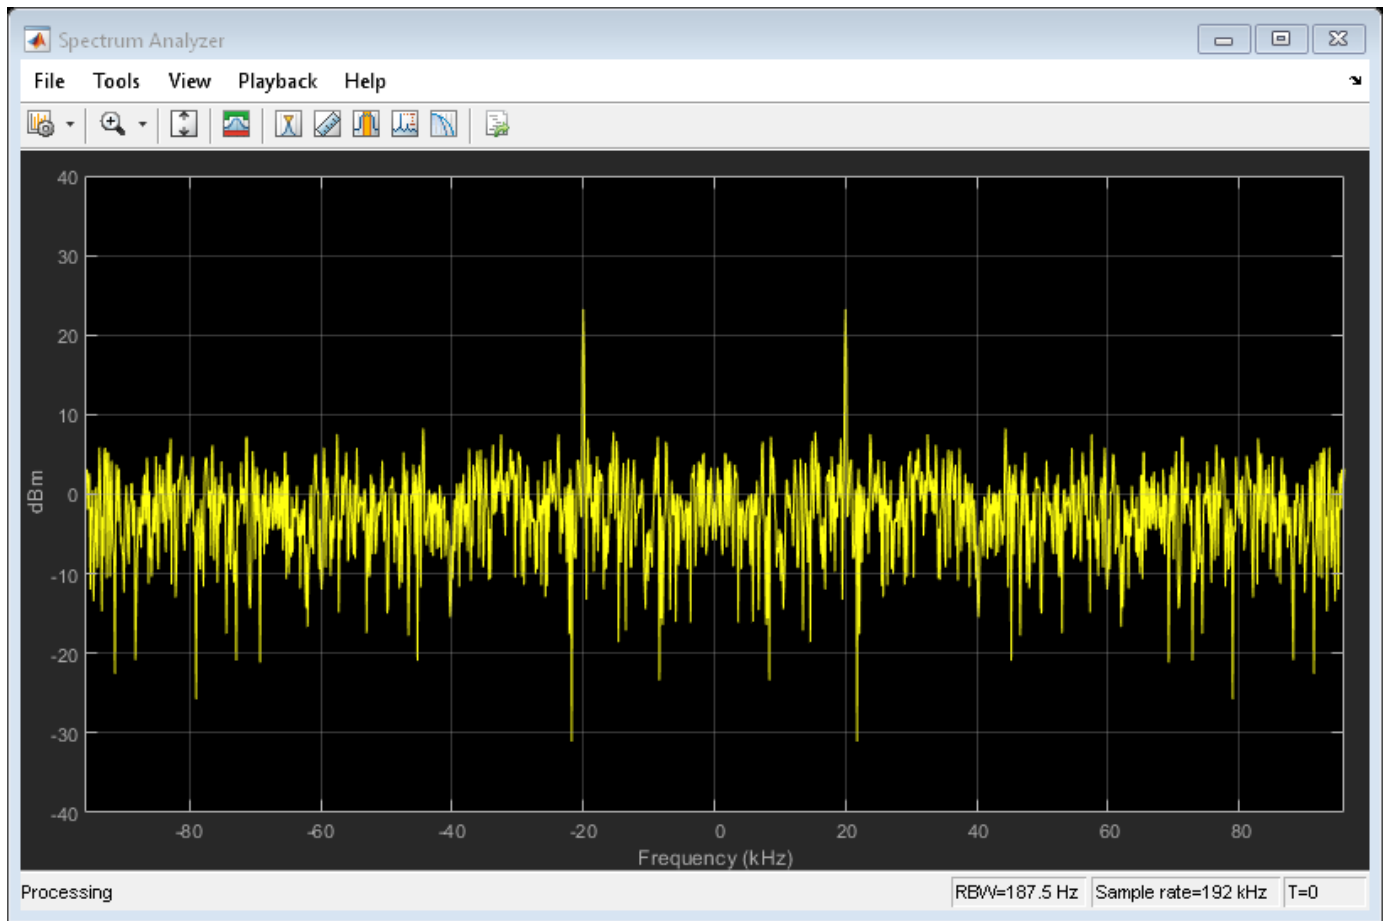 Spectrum Analyzer
File Tools View Playback Help
40
30
20
10
0
-10
-20
-30
-40
dBm
-80 -60 -40 -20 0 20 40 60 80
Frequency (kHz)
Processing RBW=187.5 Hz Sample rate=192 kHz T=0